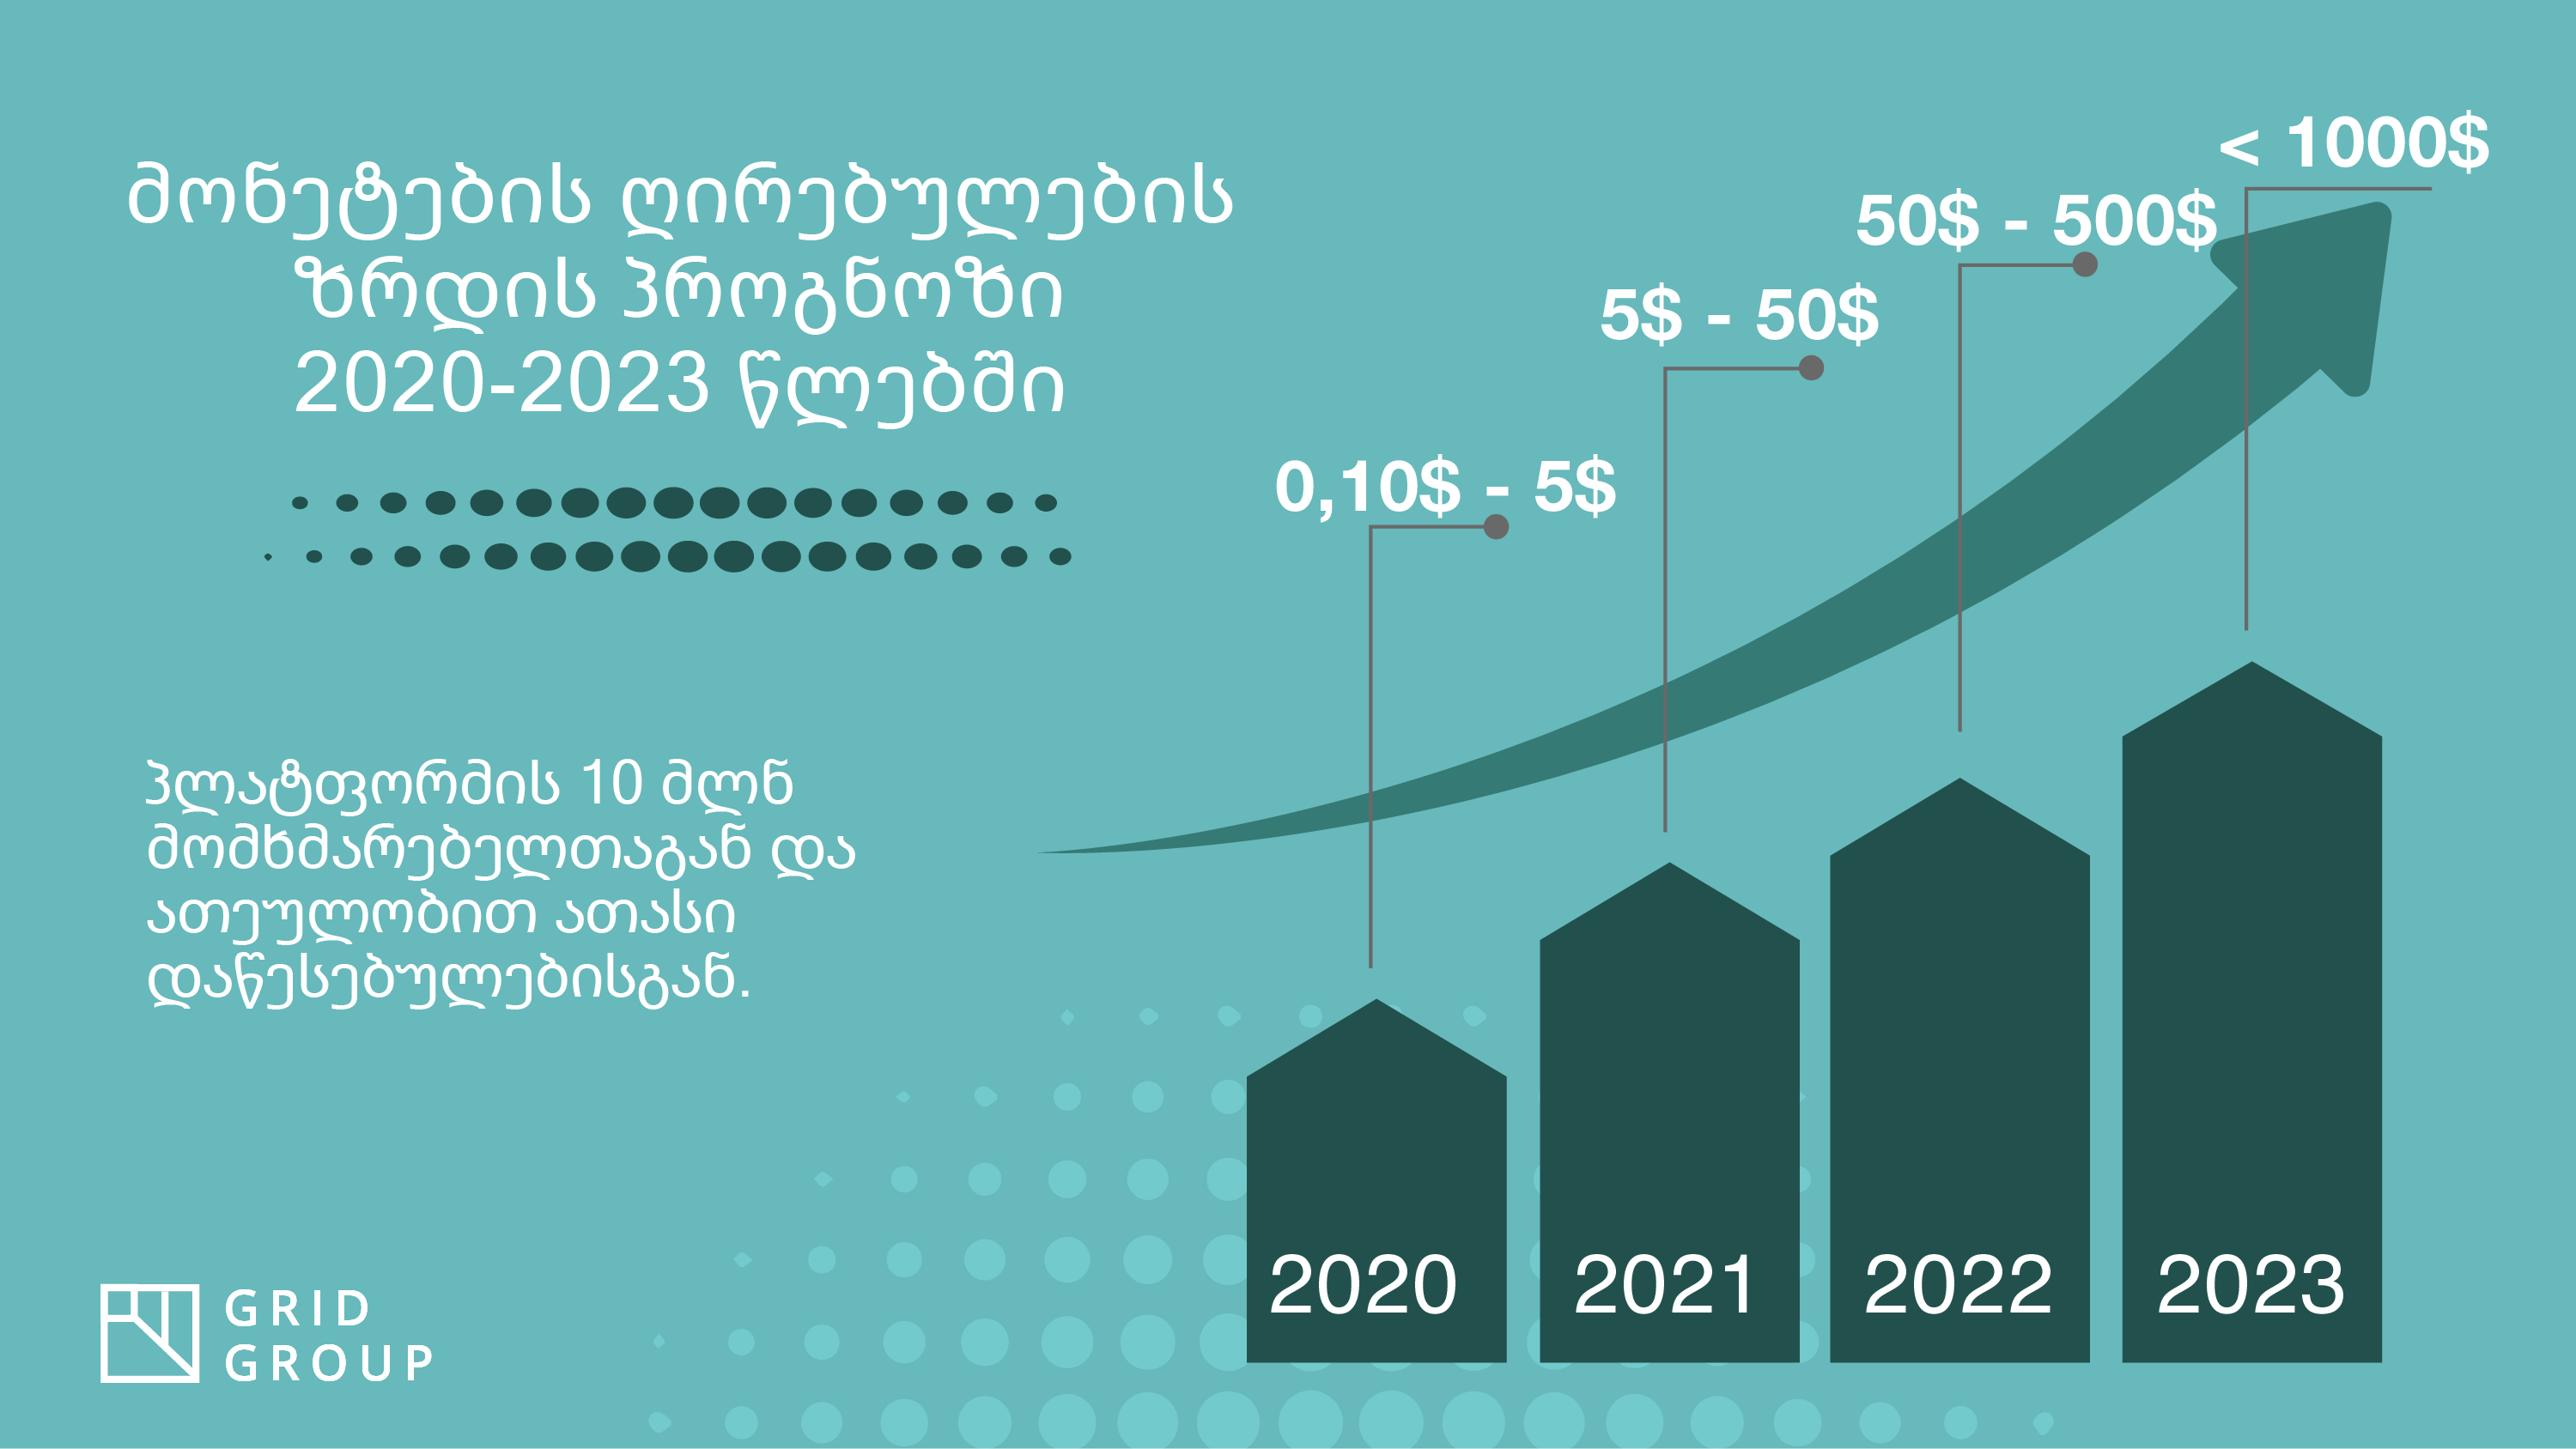 მონეტების ღირებულების
ზრდის პროგნოზი
2020-2023 წლებში
პლატფორმის 10 მლნ
მომხმარებელთაგან და
ათეულობით ათასი
დაწესებულებისგან.
0,10$ - 5$
5$ - 50$
50$ - 500$
< 1000$
2020
2021
2022
2023
GRID
GROUP